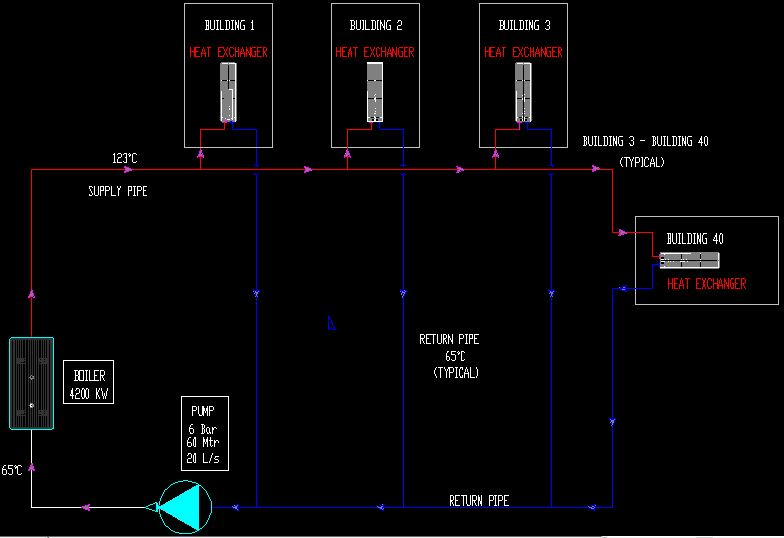 BUILDING 1
HEAT EXCHANGER
BUILDING 2
HEAT EXCHANGER
BUILDING 3
HEAT EXCHANGER
BUILDING 3 - BUILDING 40
(TYPICAL)
123°C
SUPPLY PIPE
BUILDING 40
HEAT EXCHANGER
RETURN PIPE
65°C
(TYPICAL)
BOILER
4200 KW
PUMP
6 Bar
60 Mtr
20 L/s
65°C
RETURN PIPE